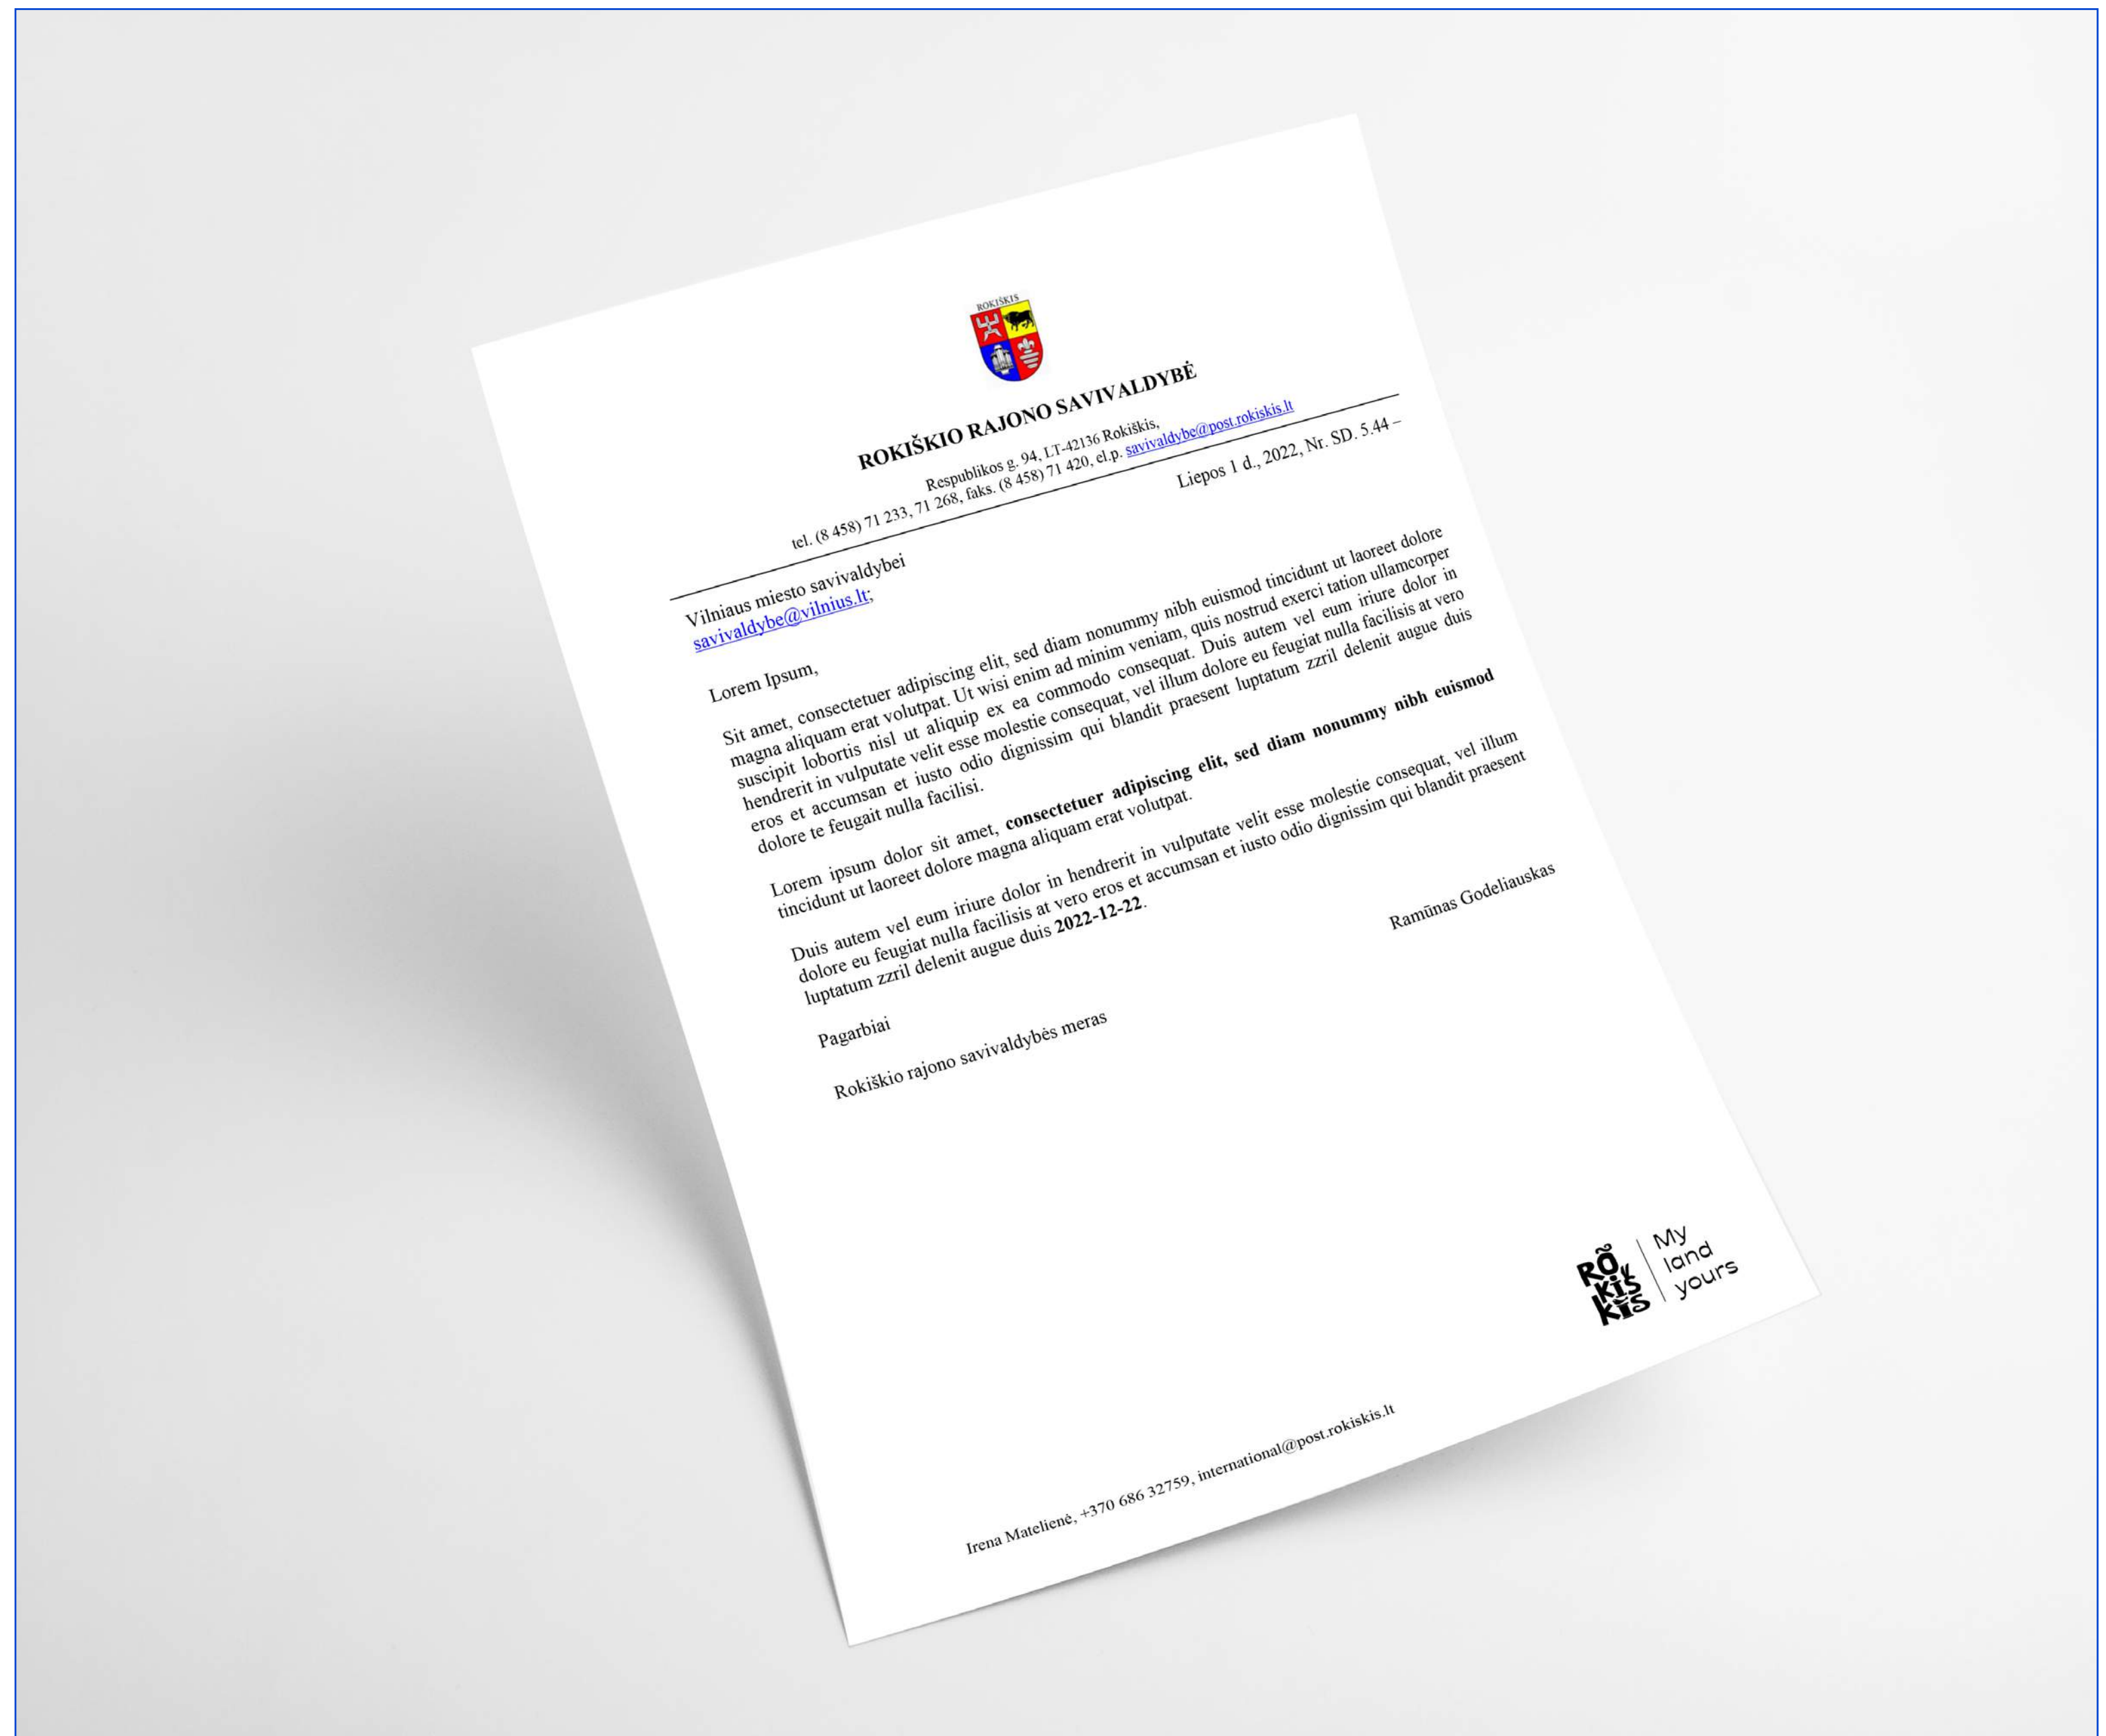 ROKIŠKIS
ROKIŠKIO RAJONO SAVIVALDYBĖ
Respublikos g. 94, LT-42136 Rokiškis,
tel. (8 458) 71 233, 71 268, faks. (8 458) 71 420, el.p. savivaldybe@post.rokiskis.lt
Liepos 1 d., 2022, Nr. SD. 5.44 –
Vilniaus miesto savivaldybei
savivaldybe@vilnius.lt;
Lorem Ipsum,
Sit amet, consectetuer adipiscing elit, sed diam nonummy nibh euismod tincidunt ut laoreet dolore
magna aliquam erat volutpat. Ut wisi enim ad minim veniam, quis nostrud exerci tation ullamcorper
suscipit lobortis nisl ut aliquip ex ea commodo consequat. Duis autem vel eum iriure dolor in
hendrerit in vulputate velit esse molestie consequat, vel illum dolore eu feugiat nulla facilisis at vero
eros et accumsan et iusto odio dignissim qui blandit praesent luptatum zzril delenit augue duis
dolore te feugait nulla facilisi.
Lorem ipsum dolor sit amet, consectetuer adipiscing elit, sed diam nonummy nibh euismod
tincidunt ut laoreet dolore magna aliquam erat volutpat.
Duis autem vel eum iriure dolor in hendrerit in vulputate velit esse molestie consequat, vel illum
dolore eu feugiat nulla facilisis at vero eros et accumsan et iusto odio dignissim qui blandit praesent
luptatum zzril delenit augue duis 2022-12-22.
Pagarbiai
Rokiškio rajono savivaldybės meras
Ramūnas Godeliauskas
RÕ
KIŠ
KIS
My
land
yours
Irena Matelienė, +370 686 32759, international@post.rokiskis.lt